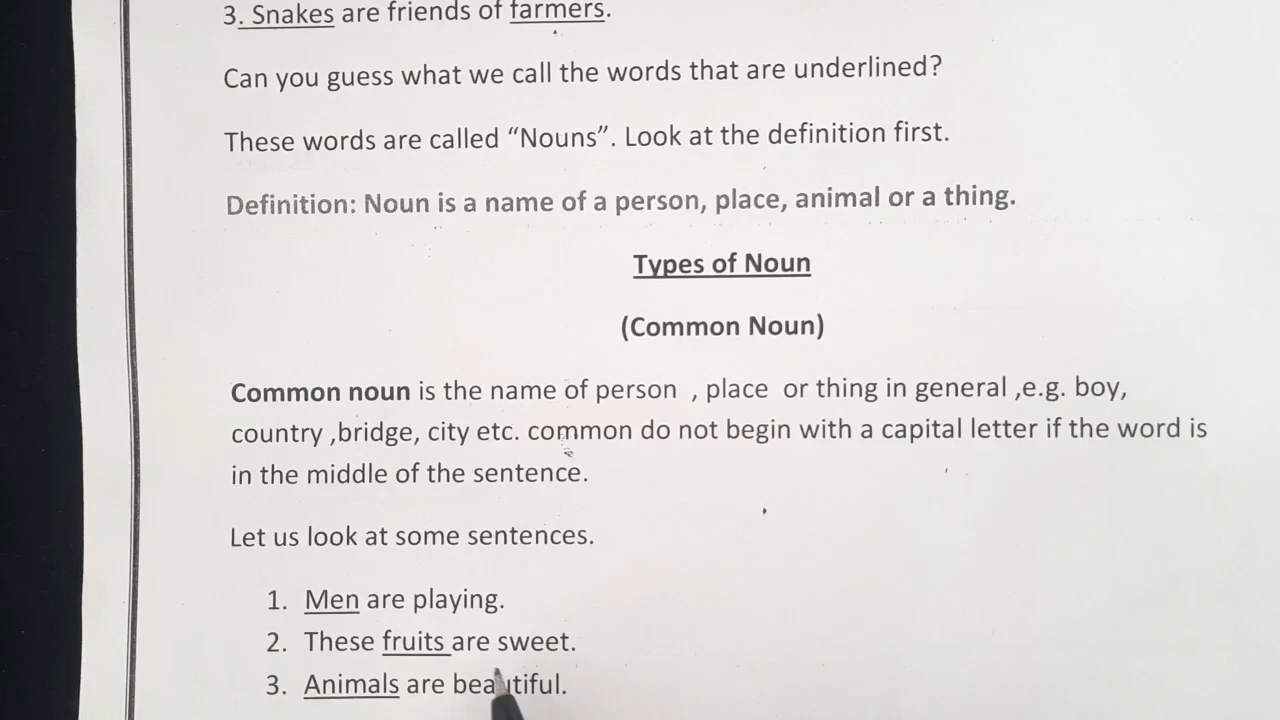 3. Snakes are friends of farmers.
Can you guess what we call the words that are underlined?
These words are called “Nouns”. Look at the definition first.
Definition: Noun is a name of a person, place, animal or a thing.
Types of Noun
(Common Noun)
Common noun is the name of person , place or thing in general ,e.g. boy,
country ,bridge, city etc. common do not begin with a capital letter if the word is
in the middle of the sentence.
Let us look at some sentences.
1. Men are playing.
2. These fruits are sweet.
3. Animals are beautiful.